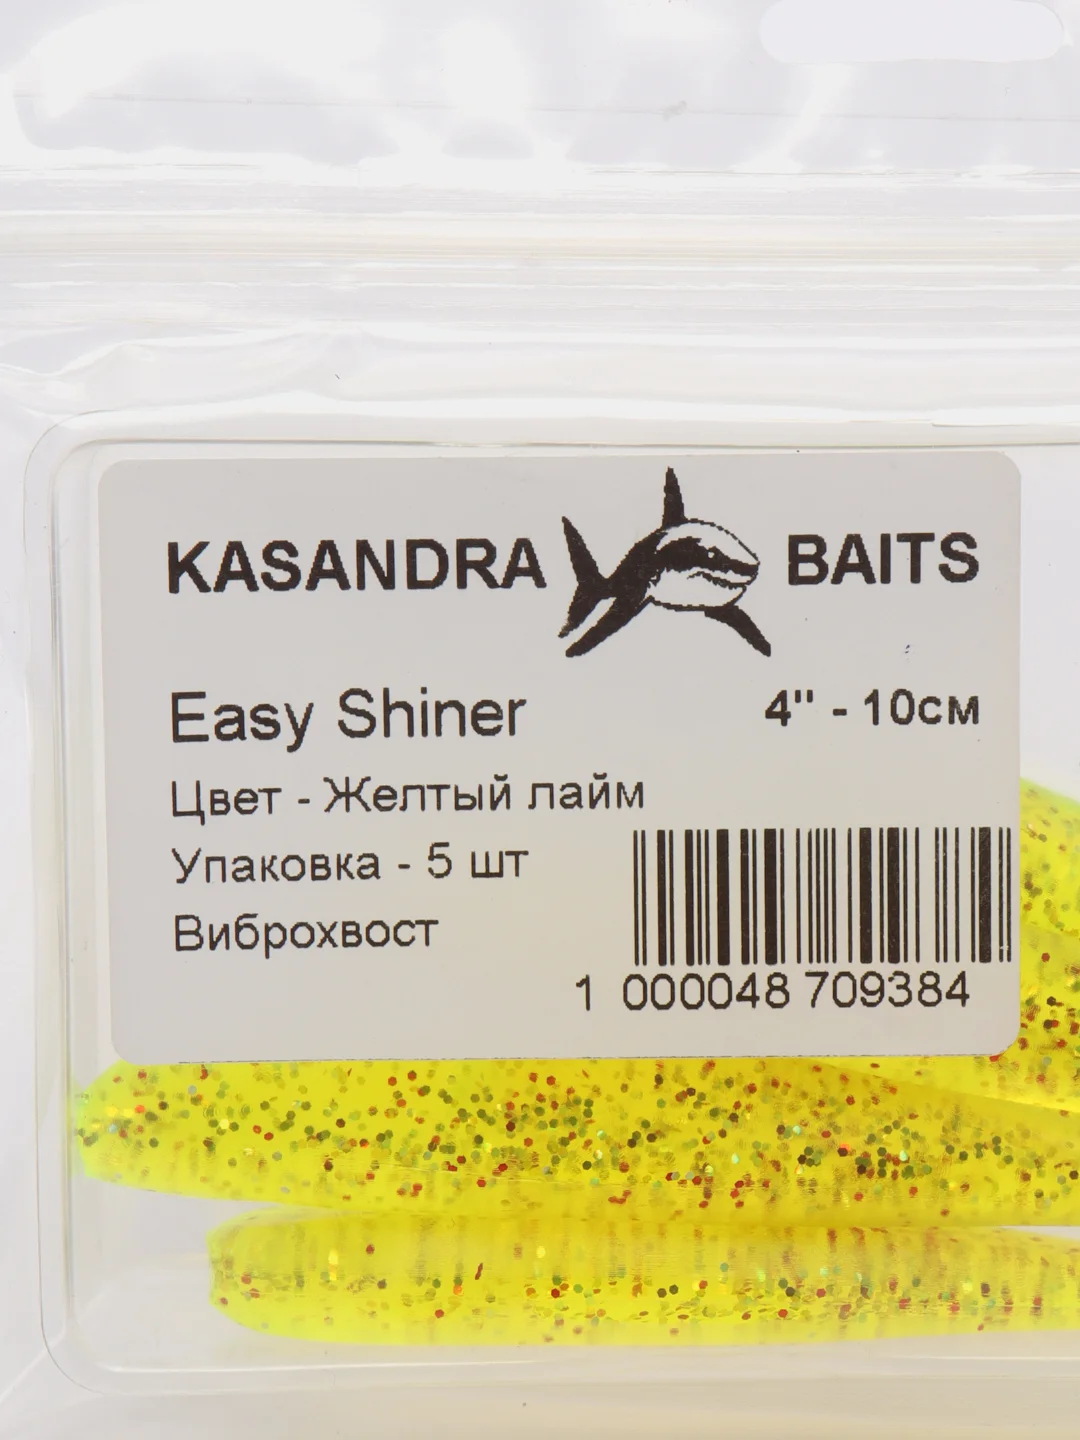 KASANDRA BAITS
Easy Shiner 4" - 10см
Цвет - Желтый лайм
Упаковка - 5 шт
Виброхвост
1 000048 709384